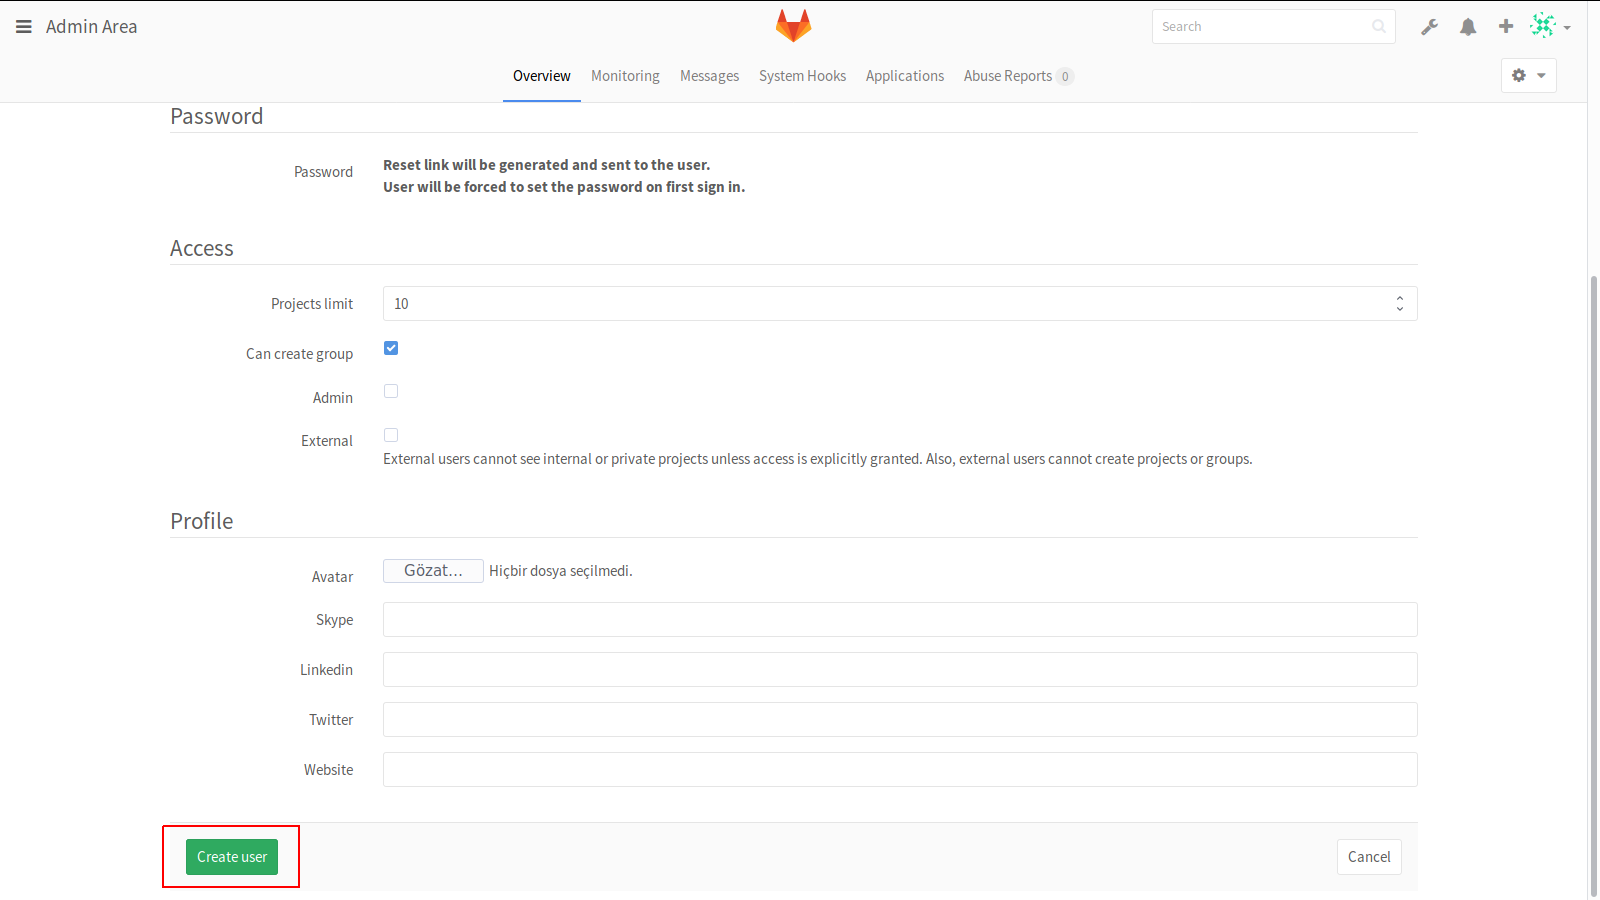 Admin Area
Search
Overview Monitoring Messages System Hooks Applications Abuse Reports 0
Password
Password
Reset link will be generated and sent to the user.
User will be forced to set the password on first sign in.
Access
Projects limit 10
Can create group
Admin
External
External users cannot see internal or private projects unless access is explicitly granted. Also, external users cannot create projects or groups.
Profile
Avatar Gözat... Hiçbir dosya seçilmedi.
Skype
Linkedin
Twitter
Website
Create user Cancel